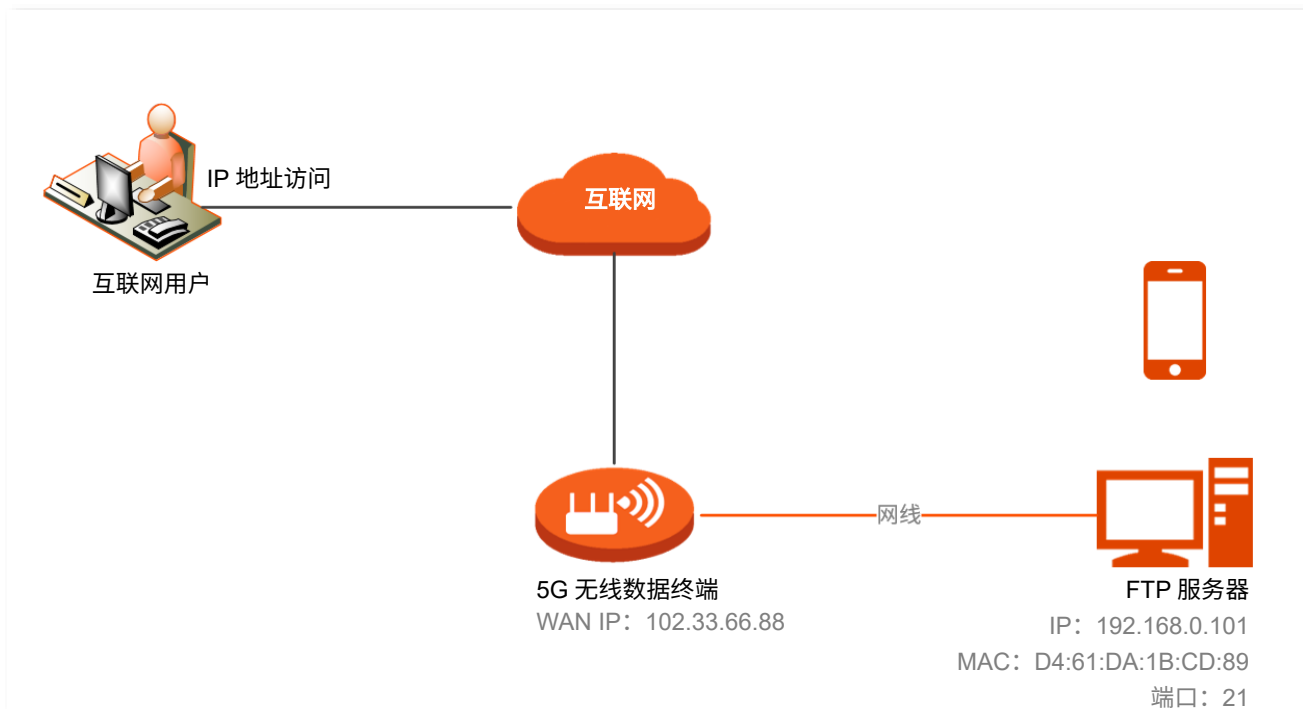 IP 地址访问
互联网
互联网用户
网线
5G 无线数据终端
WAN IP：102.33.66.88
FTP 服务器
IP：192.168.0.101
MAC：D4:61:DA:1B:CD:89
端口：21